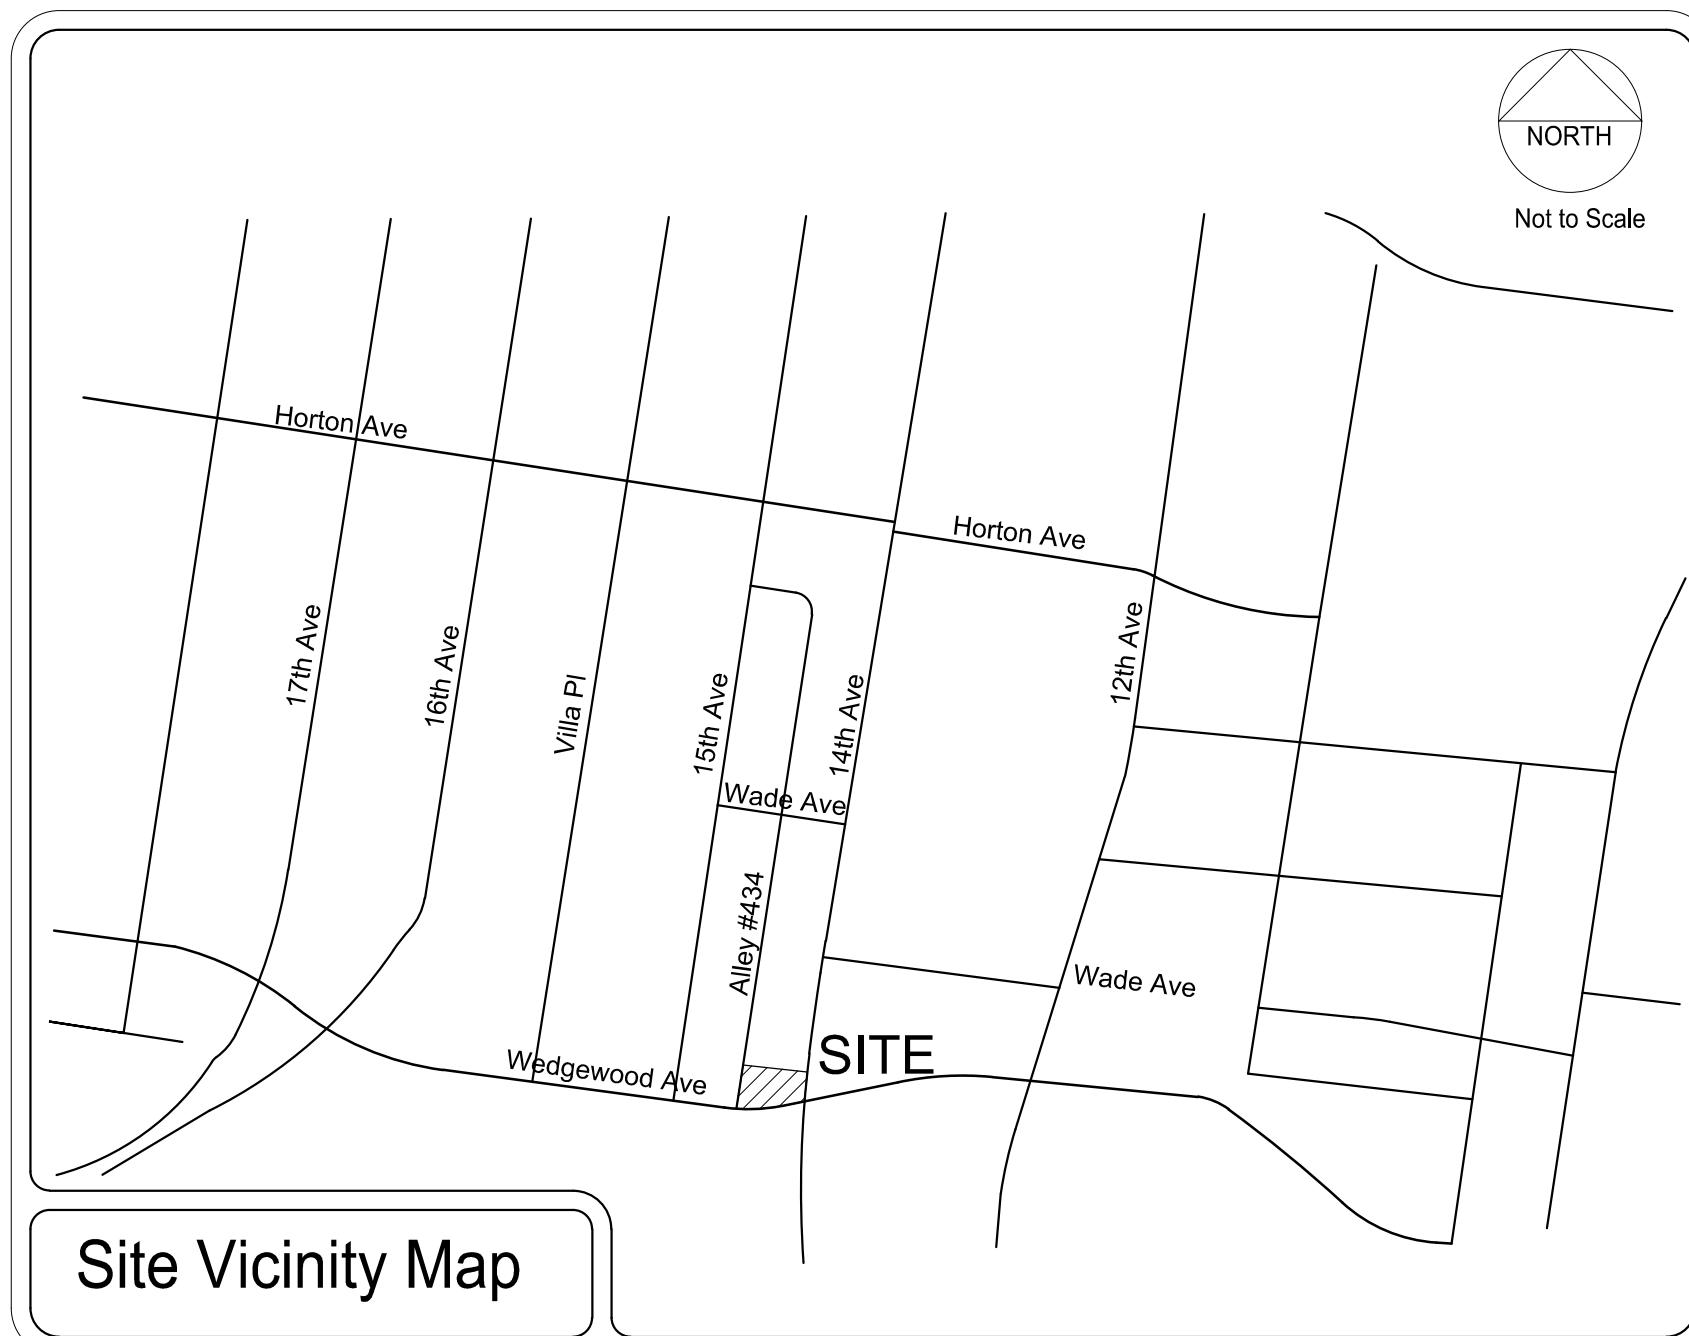 NORTH
Not to Scale
Horton Ave
Horton Ave
17th Ave
16th Ave
Villa Pl
15th Ave
14th Ave
12th Ave
Wade Ave
Alley #434
Wade Ave
SITE
Wedgewood Ave
Site Vicinity Map